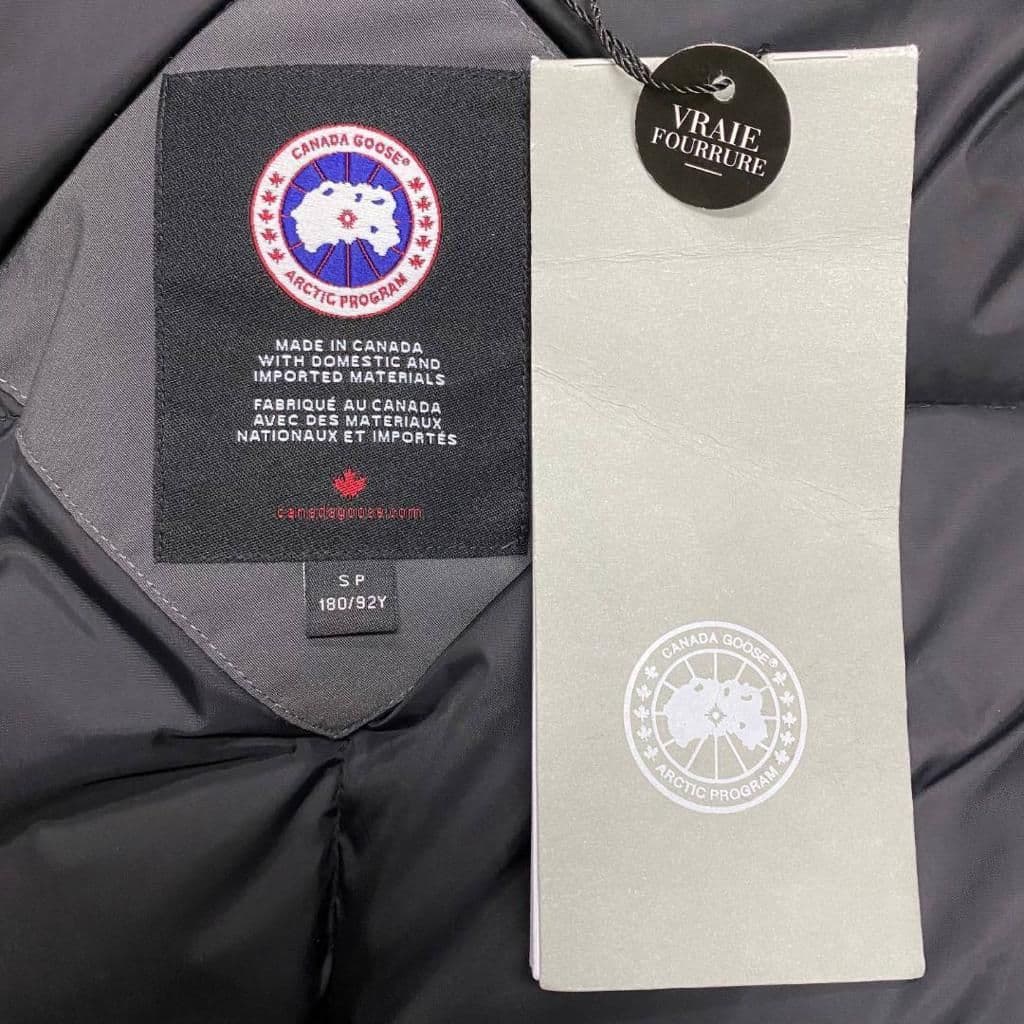 CANADA GOOSE®
ARCTIC PROGRAM
MADE IN CANADA
WITH DOMESTIC AND
IMPORTED MATERIALS
FABRIQUÉ AU CANADA
AVEC DES MATERIAUX
NATIONAUX ET IMPORTÉS
canadagoose.com
S P
180/92Y
VRAIE
FOURRURE
CANADA GOOSE®
ARCTIC PROGRAM